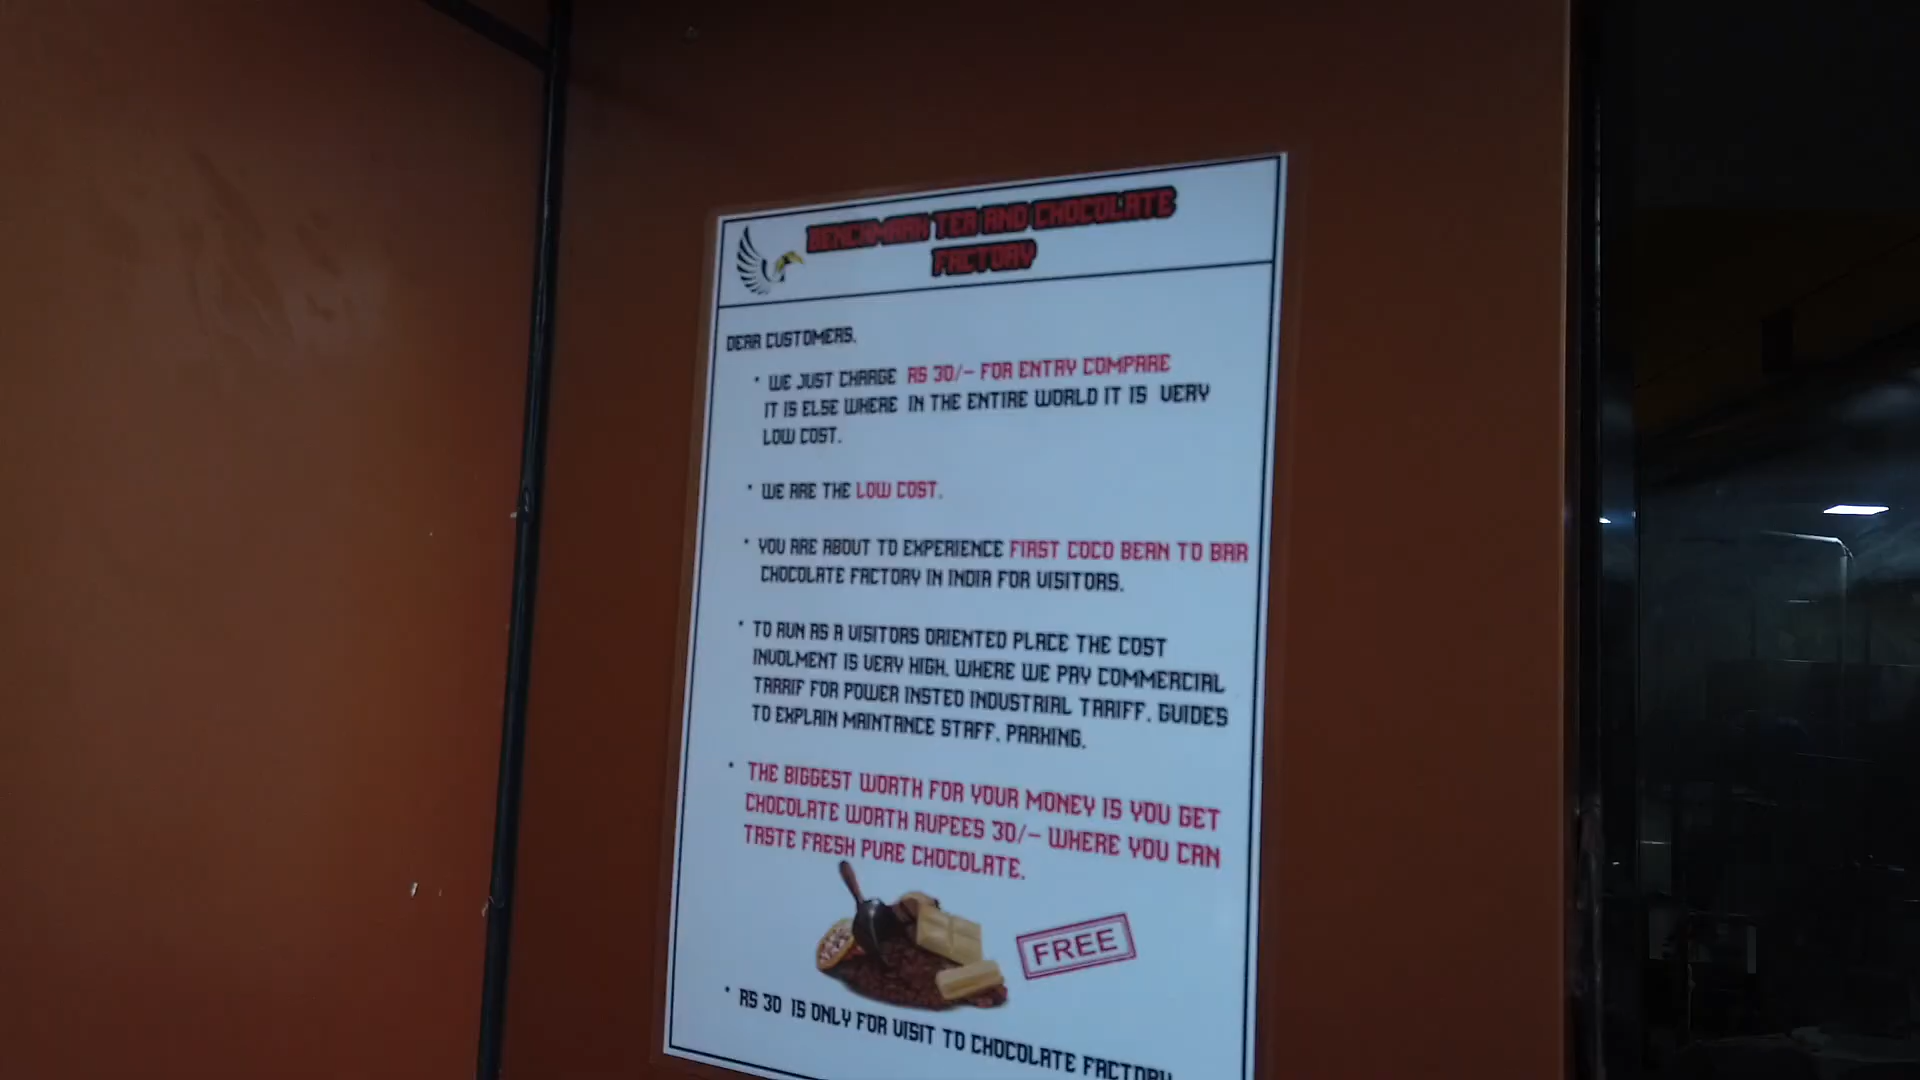 BENCHMARK TEA AND CHOCOLATE
FACTORY
DEAR CUSTOMERS,
• WE JUST CHARGE RS 30/- FOR ENTRY COMPARE
IT IS ELSE WHERE IN THE ENTIRE WORLD IT IS VERY
LOW COST.
• WE ARE THE LOW COST.
• YOU ARE ABOUT TO EXPERIENCE FIRST COCO BEAN TO BAR
CHOCOLATE FACTORY IN INDIA FOR VISITORS.
• TO RUN AS A VISITORS ORIENTED PLACE THE COST
INVOLMENT IS VERY HIGH, WHERE WE PAY COMMERCIAL
TARRIF FOR POWER INSTED INDUSTRIAL TARIFF, GUIDES
TO EXPLAIN MAINTANCE STAFF, PARKING.
• THE BIGGEST WORTH FOR YOUR MONEY IS YOU GET
CHOCOLATE WORTH RUPEES 30/- WHERE YOU CAN
TASTE FRESH PURE CHOCOLATE.
FREE
• RS 30 IS ONLY FOR VISIT TO CHOCOLATE FACTORY